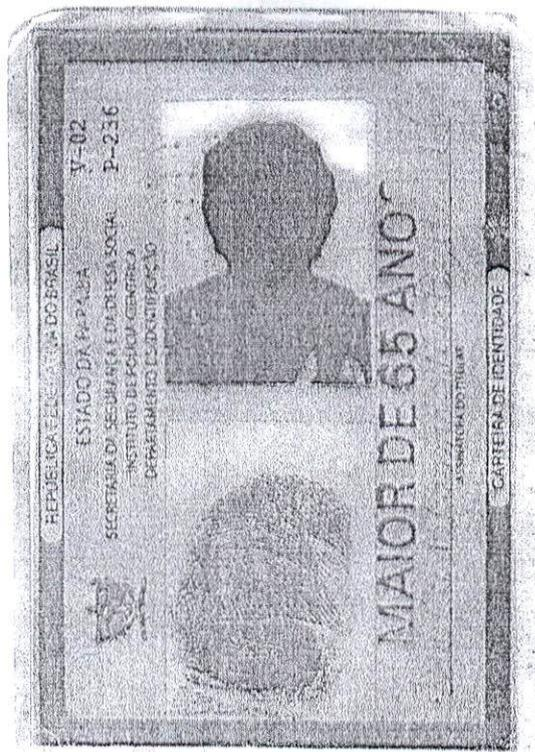 REPÚBLICA FEDERATIVA DO BRASIL
ESTADO DA PARAÍBA
V-02
SECRETARIA DA SEGURANÇA E DA DEFESA SOCIAL
P-236
INSTITUTO DE POLÍCIA CIENTÍFICA
DEPARTAMENTO DE IDENTIFICAÇÃO
MAIOR DE 65 ANO
ASSINATURA DO TITULAR
CARTEIRA DE IDENTIDADE